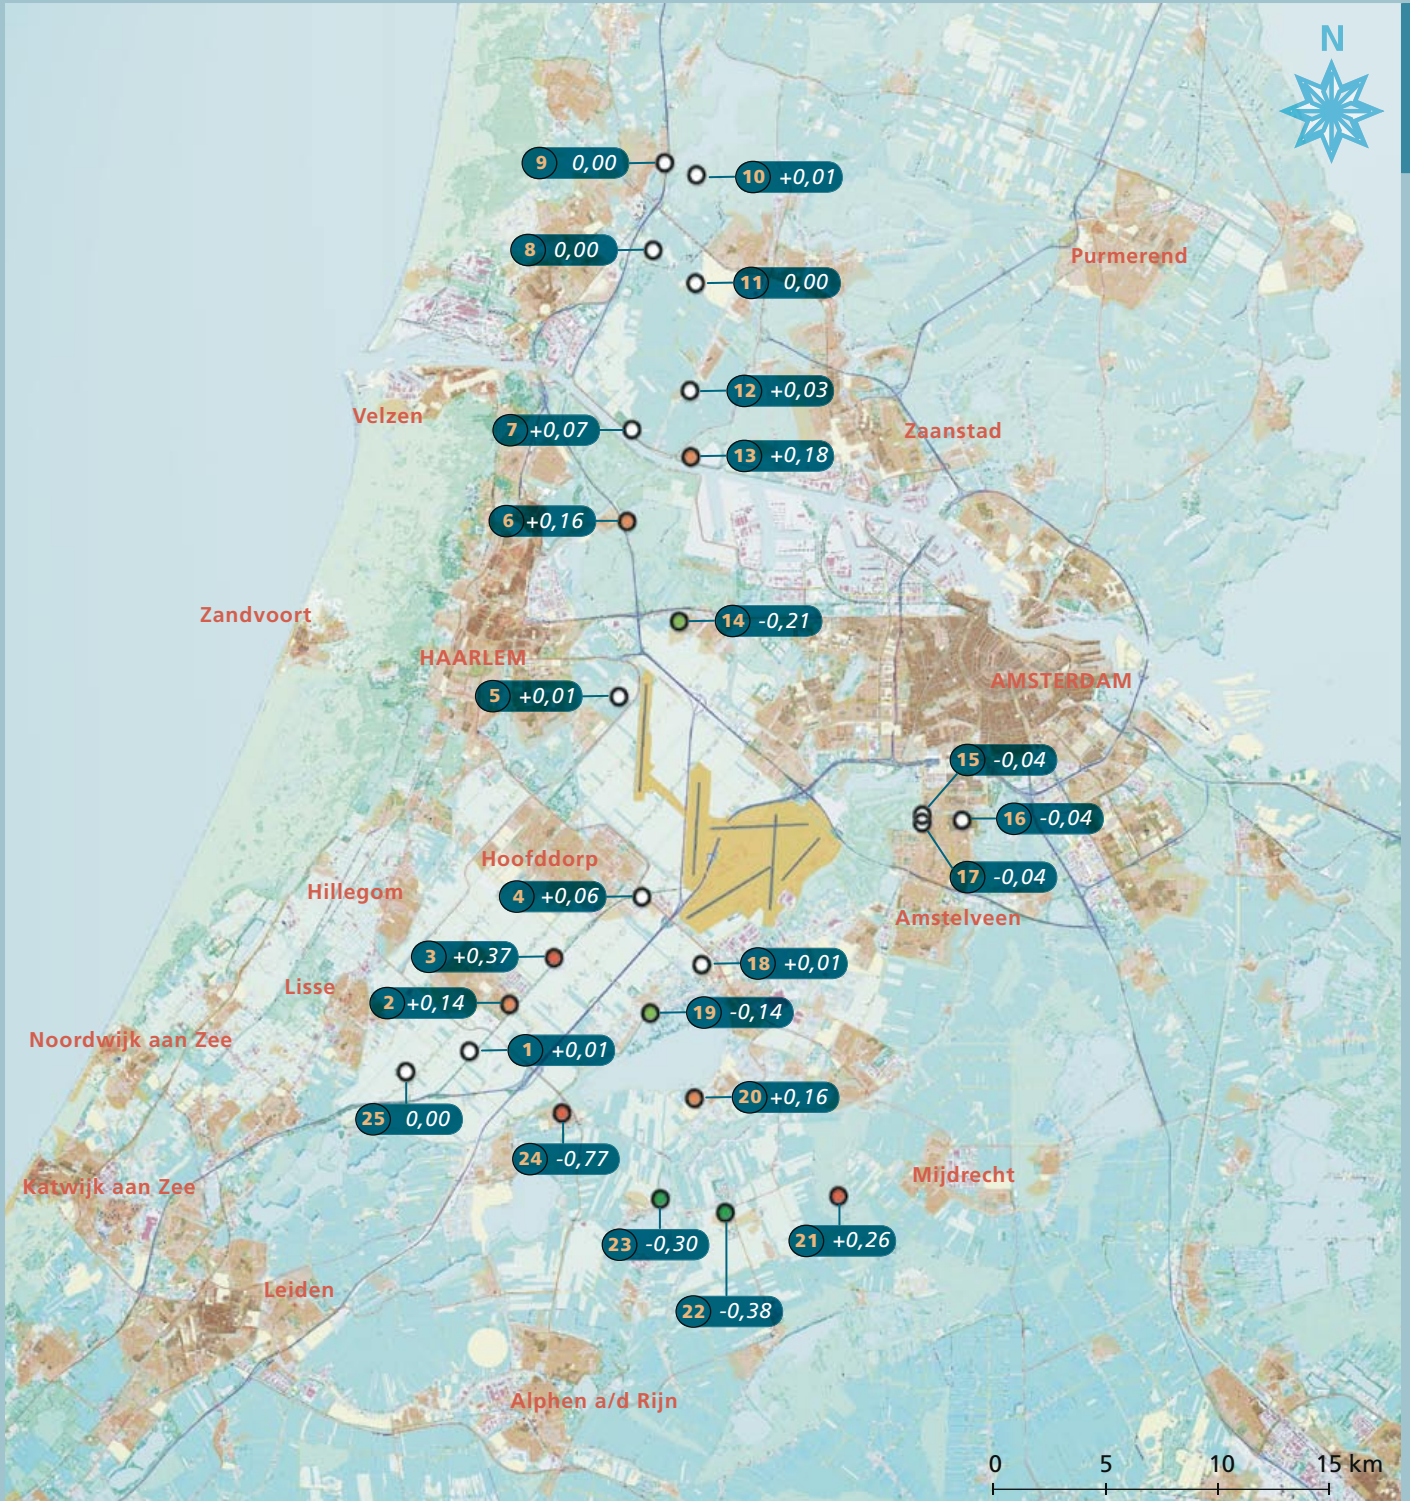 N
9 0,00
10 +0,01
8 0,00
Purmerend
11 0,00
12 +0,03
Velzen
7 +0,07
Zaanstad
13 +0,18
6 +0,16
Zandvoort
14 -0,21
HAARLEM
AMSTERDAM
5 +0,01
15 -0,04
16 -0,04
Hoofddorp
17 -0,04
Hillegom
4 +0,06
Amstelveen
3 +0,37
18 +0,01
Lisse
2 +0,14
19 -0,14
Noordwijk aan Zee
1 +0,01
20 +0,16
25 0,00
24 -0,77
Mijdrecht
Katwijk aan Zee
23 -0,30
21 +0,26
Leiden
22 -0,38
Alphen a/d Rijn
0 5 10 15 km